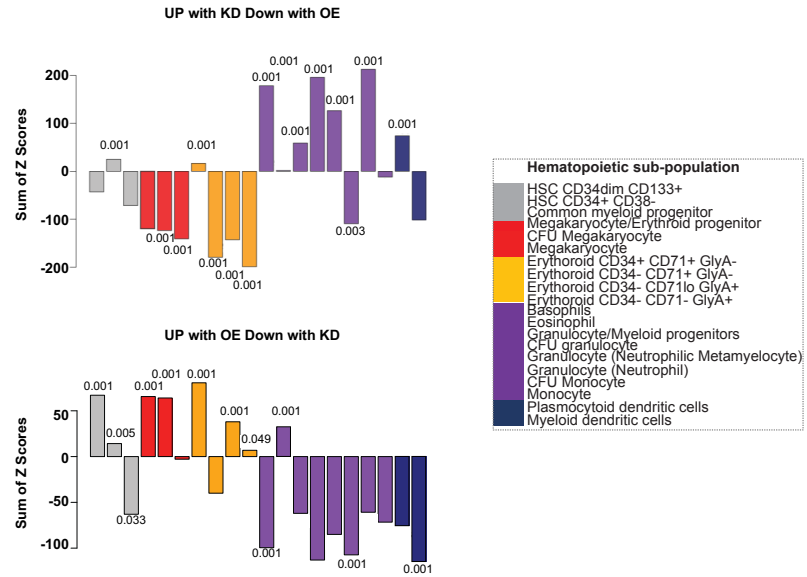 UP with KD Down with OE
Sum of Z Scores
200
100
0
-100
-200
0.001
0.001
0.001
0.001
0.001
0.001
0.001
0.001
0.001
0.001
0.001
0.001
0.001
0.001
0.003
0.001
Hematopoietic sub-population
HSC CD34dim CD133+
HSC CD34+ CD38-
Common myeloid progenitor
Megakaryocyte/Erythroid progenitor
CFU Megakaryocyte
Megakaryocyte
Erythoroid CD34+ CD71+ GlyA-
Erythoroid CD34- CD71+ GlyA-
Erythoroid CD34- CD71lo GlyA+
Erythoroid CD34- CD71- GlyA+
Basophils
Eosinophil
Granulocyte/Myeloid progenitors
CFU granulocyte
Granulocyte (Neutrophilic Metamyelocyte)
Granulocyte (Neutrophil)
CFU Monocyte
Monocyte
Plasmocytoid dendritic cells
Myeloid dendritic cells
UP with OE Down with KD
Sum of Z Scores
50
0
-50
-100
0.001
0.005
0.033
0.001
0.001
0.001
0.001
0.049
0.001
0.001
0.001
0.001